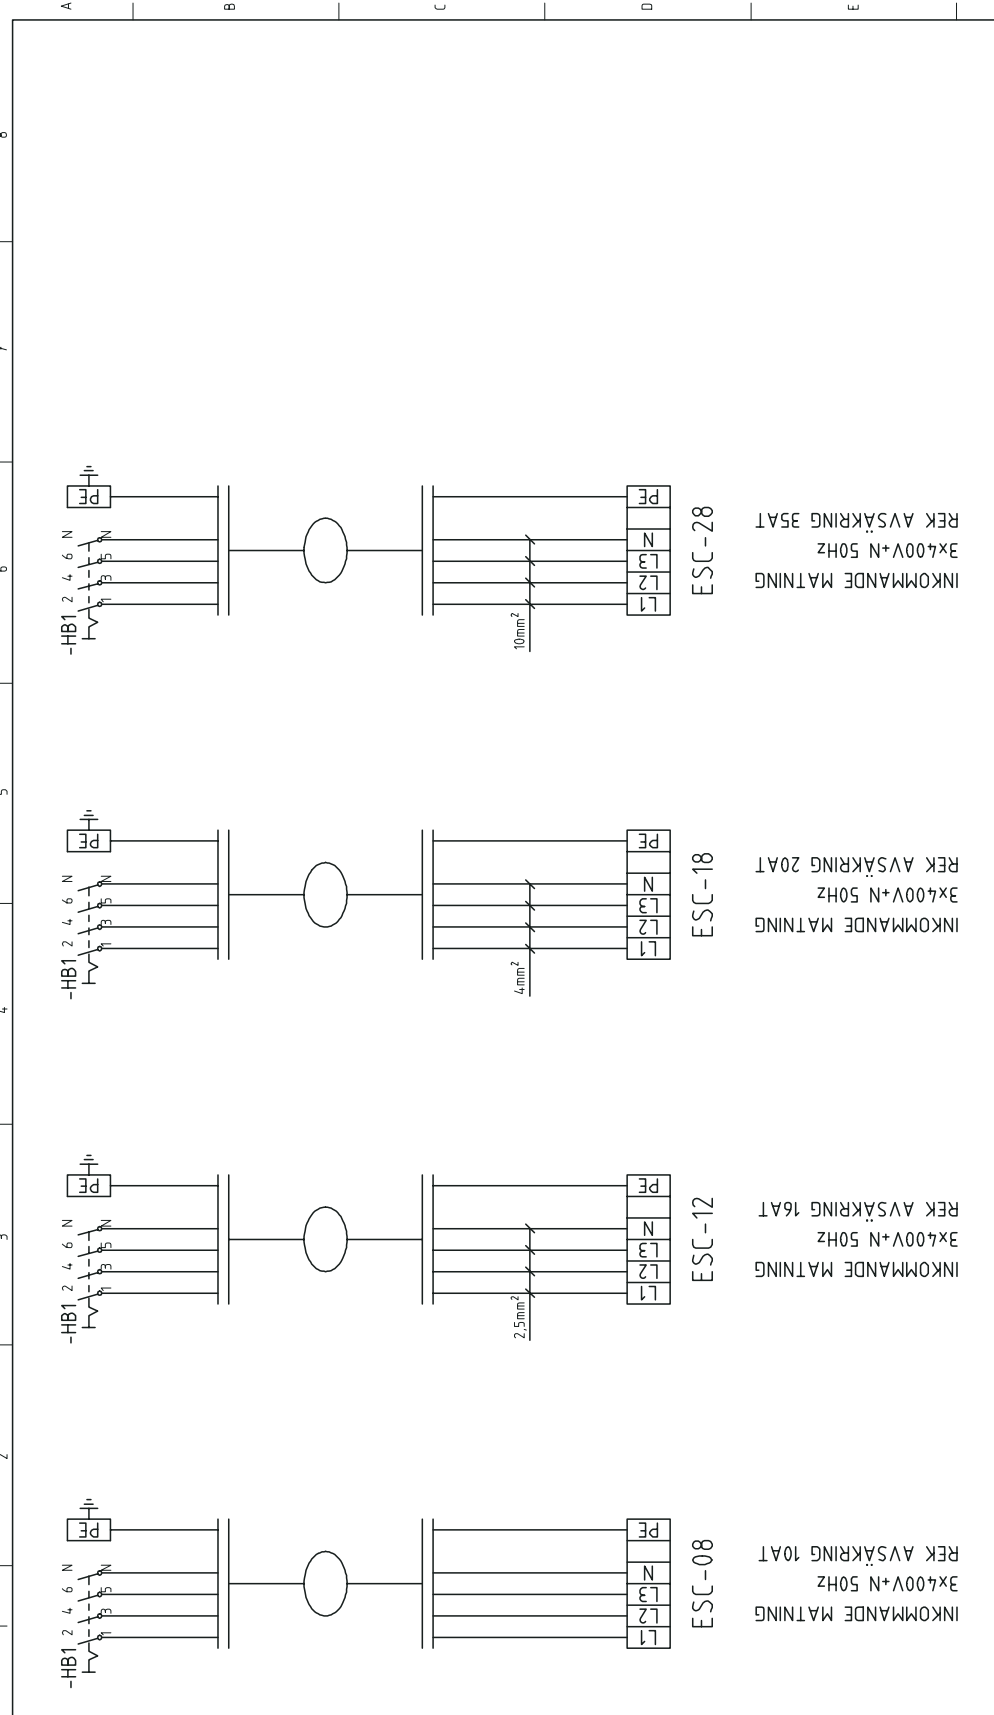 A
B
C
D
E
8
7
6
5
4
3
2
1
-HB1 2 4 6 N
1 3 5 N
PE
10mm²
L1 L2 L3 N PE
ESC-28
INKOMMANDE MATNING
3x400V+N 50Hz
REK AVSÄKRING 35AT
-HB1 2 4 6 N
1 3 5 N
PE
4mm²
L1 L2 L3 N PE
ESC-18
INKOMMANDE MATNING
3x400V+N 50Hz
REK AVSÄKRING 20AT
-HB1 2 4 6 N
1 3 5 N
PE
2,5mm²
L1 L2 L3 N PE
ESC-12
INKOMMANDE MATNING
3x400V+N 50Hz
REK AVSÄKRING 16AT
-HB1 2 4 6 N
1 3 5 N
PE
L1 L2 L3 N PE
ESC-08
INKOMMANDE MATNING
3x400V+N 50Hz
REK AVSÄKRING 10AT